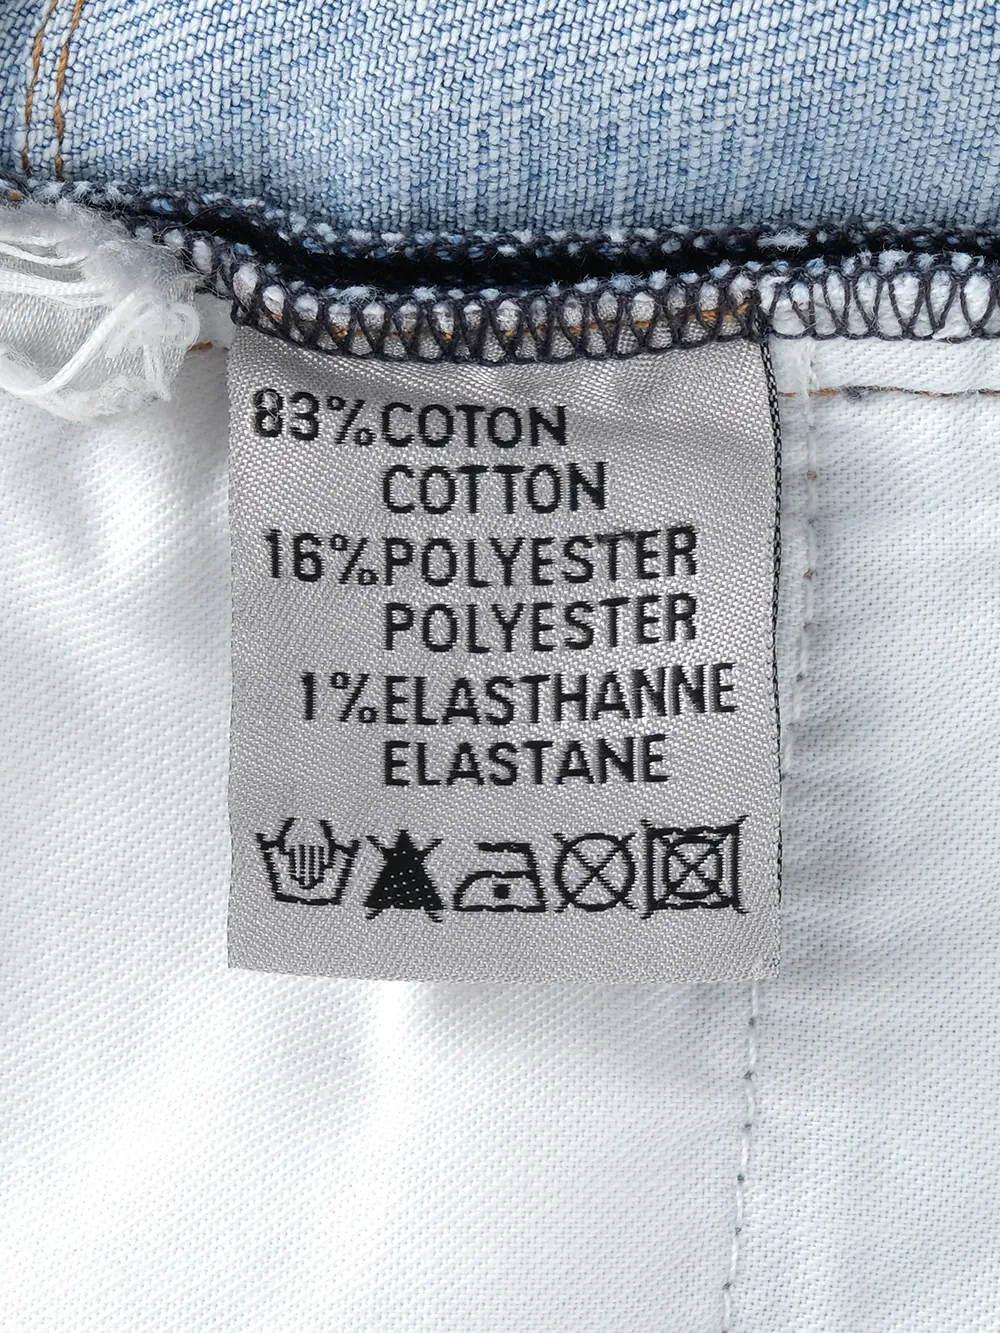 83%COTON
COTTON
16%POLYESTER
POLYESTER
1%ELASTHANNE
ELASTANE